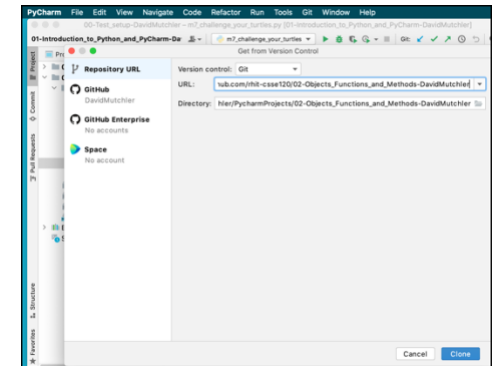 PyCharm File Edit View Navigate Code Refactor Run Tools Git Window Help
00-Test_setup-DavidMutchler – m7_challenge_your_turtles.py [01-Introduction_to_Python_and_PyCharm-DavidMutchler]
01-Introduction_to_Python_and_PyCharm-Da m7_challenge_your_turtles Git:
Get from Version Control
Project
Commit
Pull Requests
Structure
Favorites
Repository URL
GitHub
DavidMutchler
GitHub Enterprise
No accounts
Space
No account
Version control: Git
URL: hub.com/rhit-csse120/02-Objects_Functions_and_Methods-DavidMutchler
Directory: hler/PycharmProjects/02-Objects_Functions_and_Methods-DavidMutchler
Cancel Clone